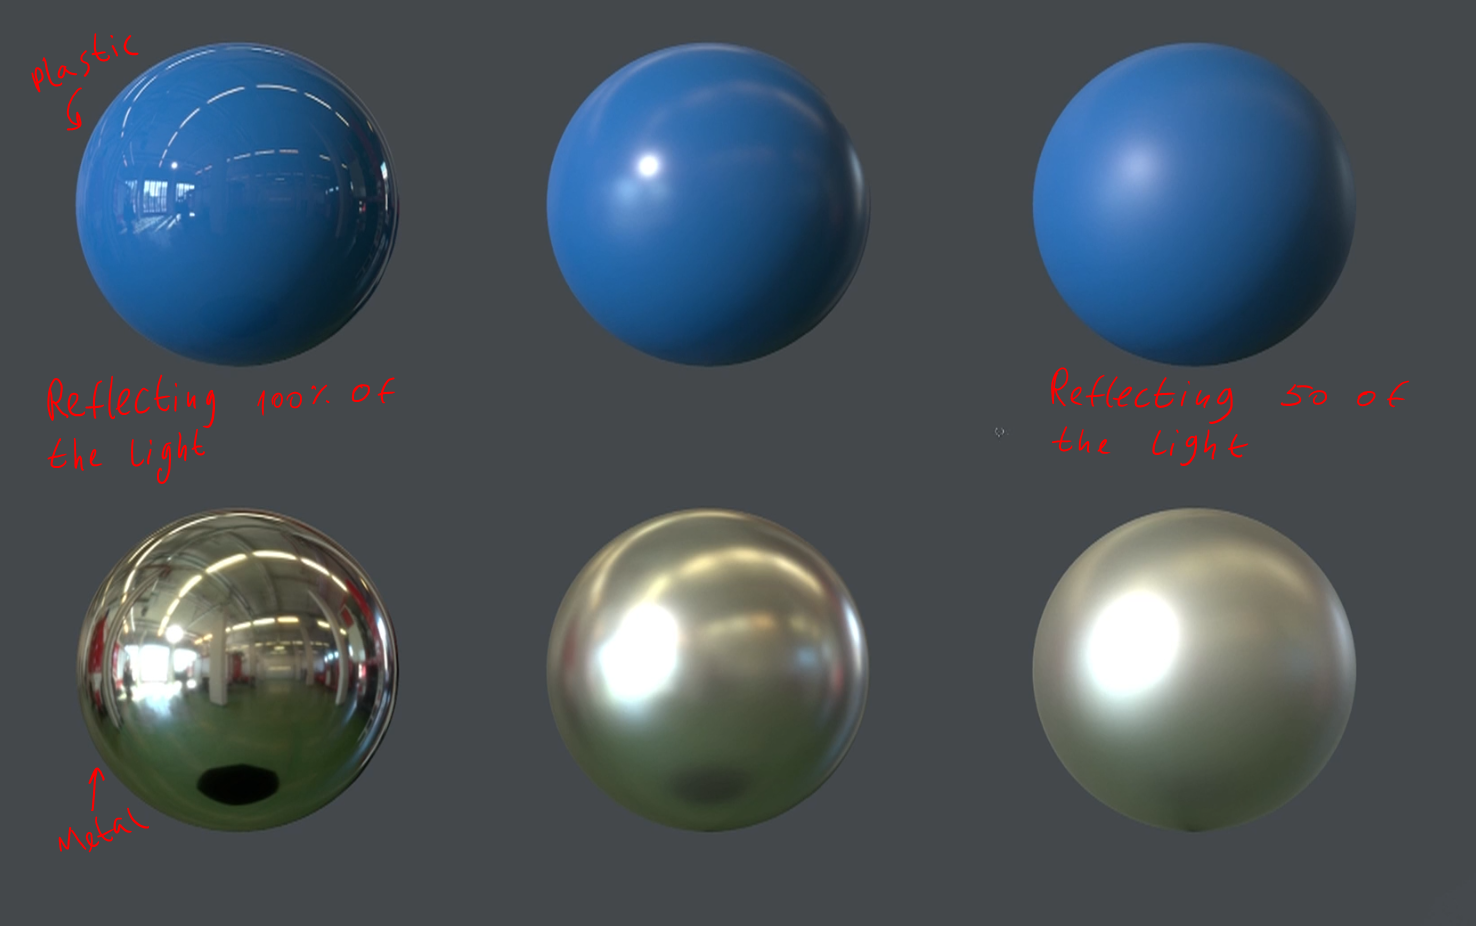 Plastic
Reflecting 100% of
the light
Reflecting 50 of
the light
Metal